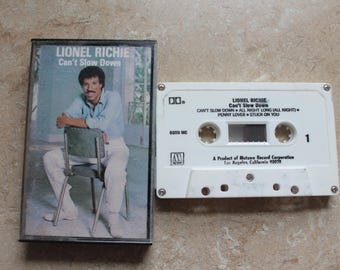 LIONEL RICHIE
Can't Slow Down
LIONEL RICHIE
Can't Slow Down
CAN'T SLOW DOWN • ALL NIGHT LONG (ALL NIGHT)
PENNY LOVER • STUCK ON YOU
6059 MC
1
A Product of Motown Record Corporation
Los Angeles, California 90028